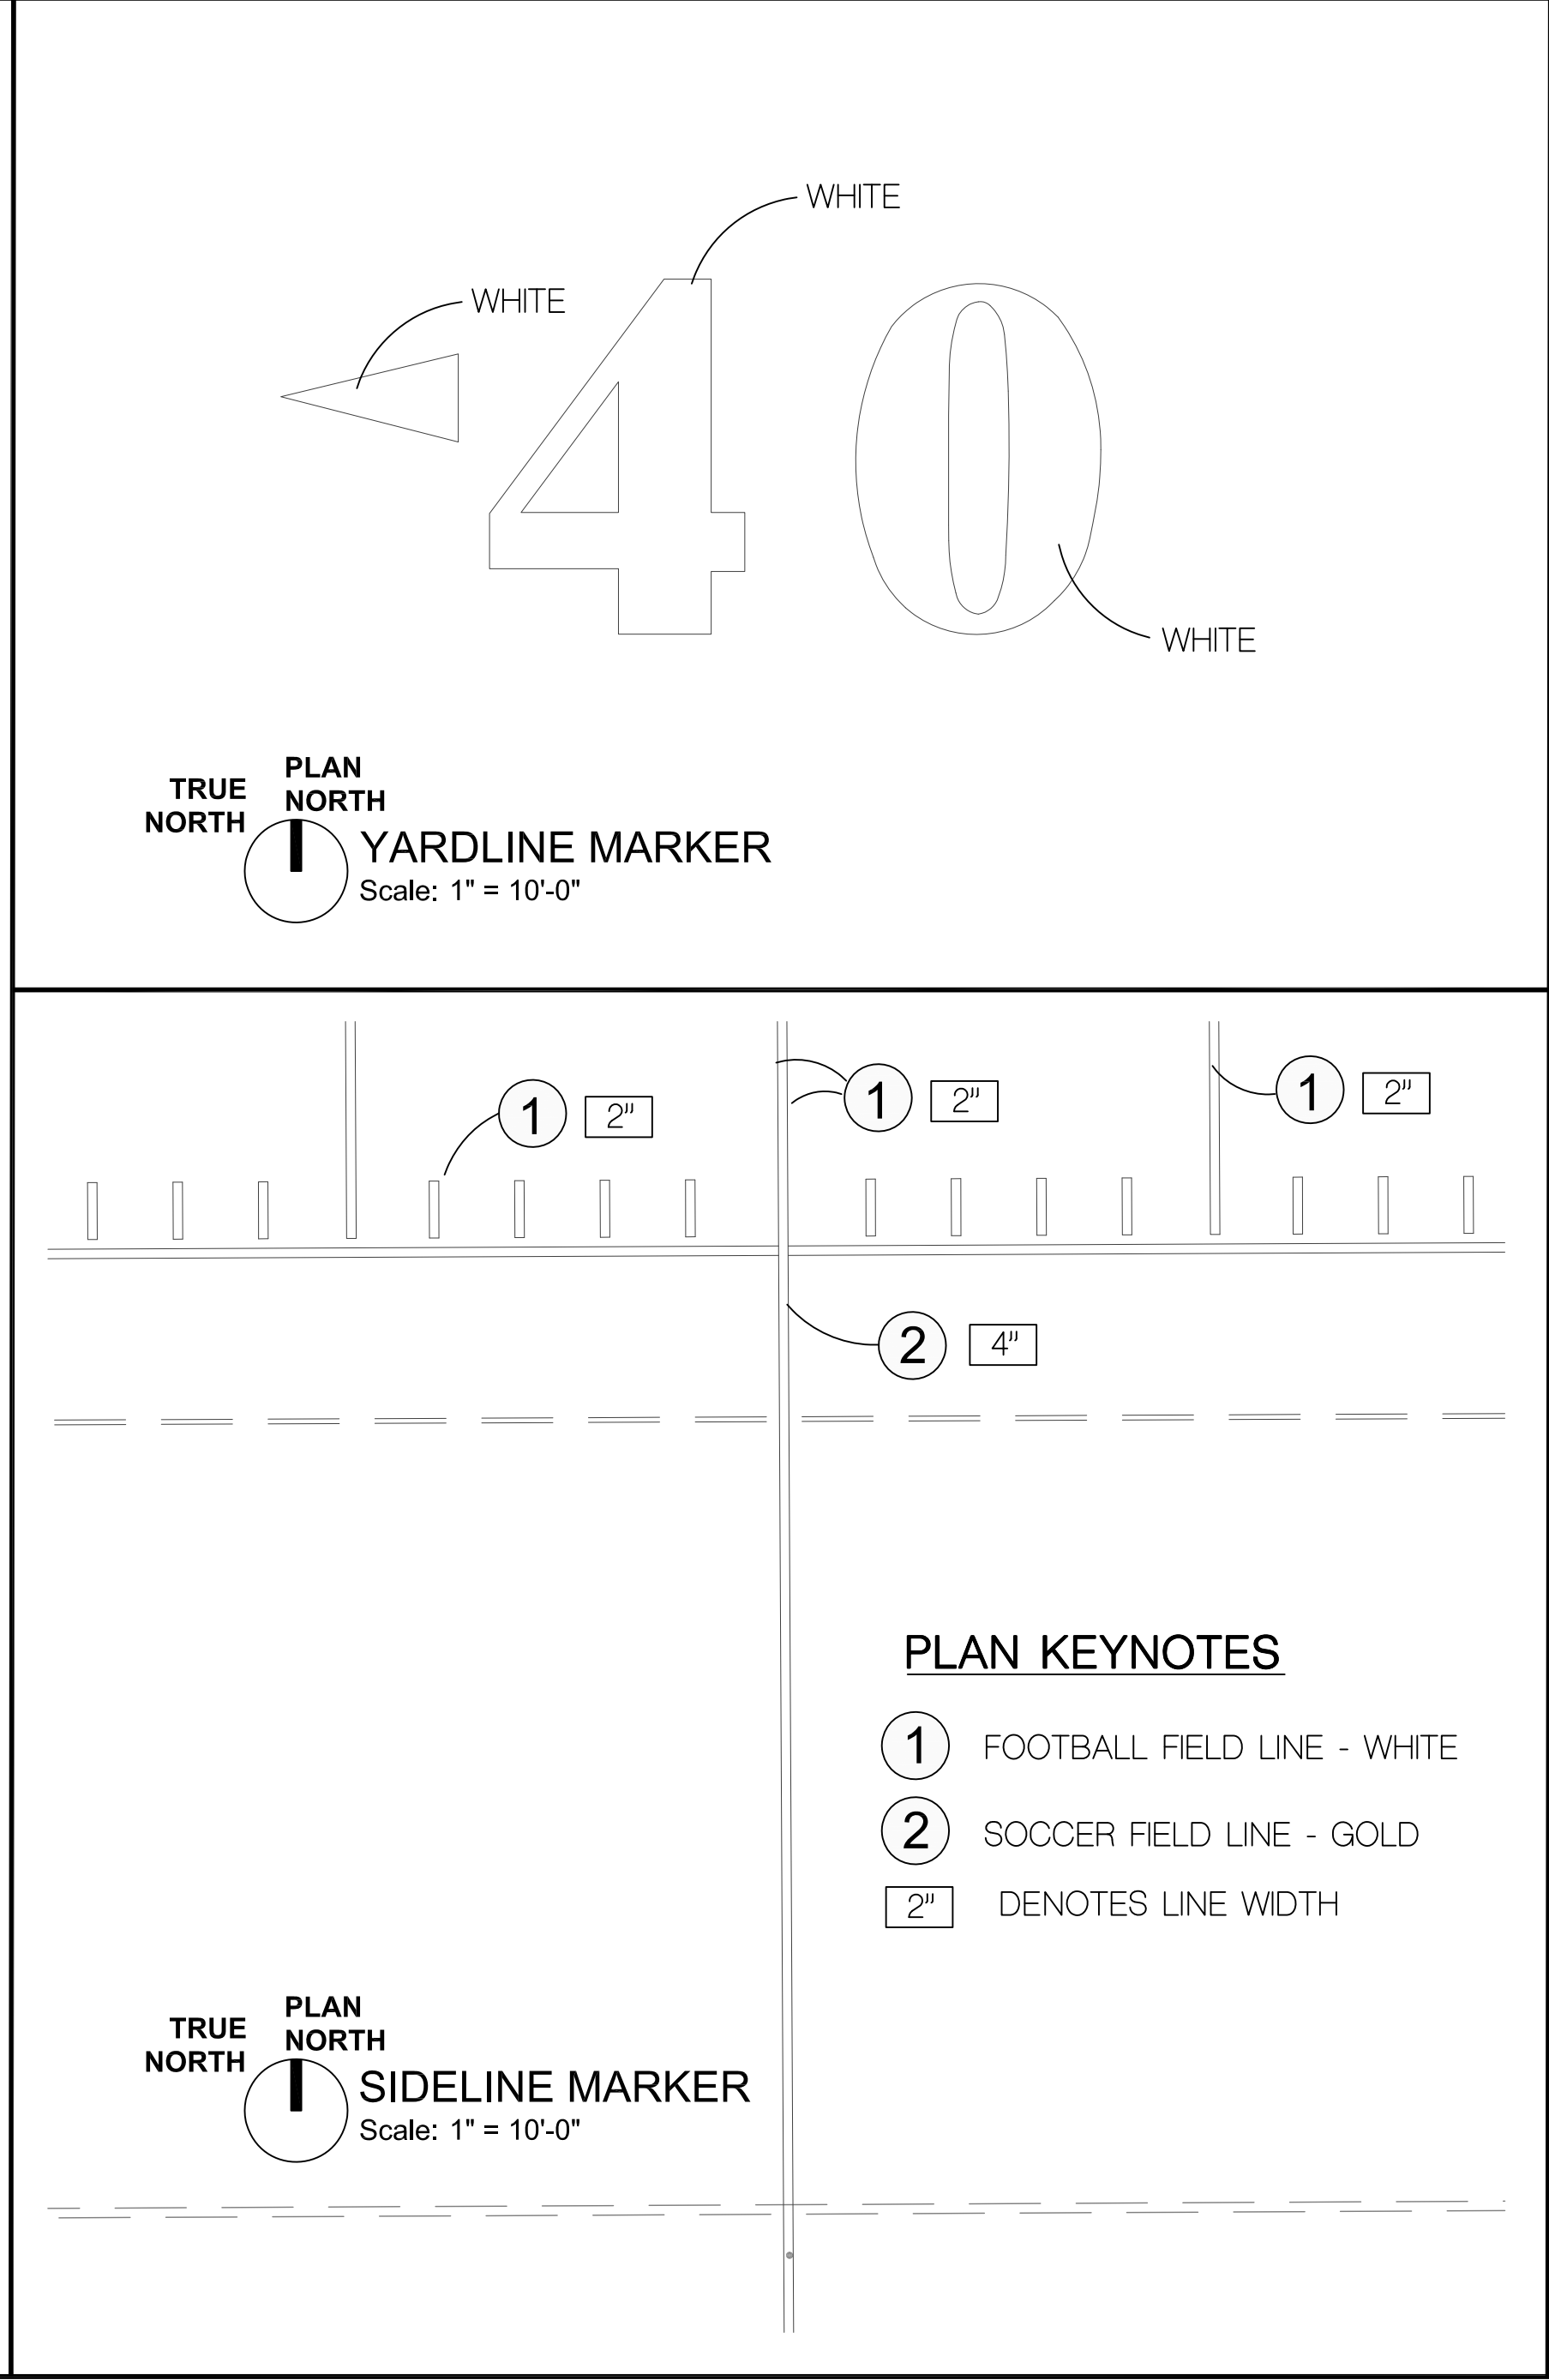 WHITE
WHITE
40
WHITE
PLAN
NORTH
TRUE
NORTH
YARDLINE MARKER
Scale: 1" = 10'-0"
1 2"
1 2"
1 2"
2 4"
PLAN KEYNOTES
1 FOOTBALL FIELD LINE - WHITE
2 SOCCER FIELD LINE - GOLD
2" DENOTES LINE WIDTH
PLAN
NORTH
TRUE
NORTH
SIDELINE MARKER
Scale: 1" = 10'-0"